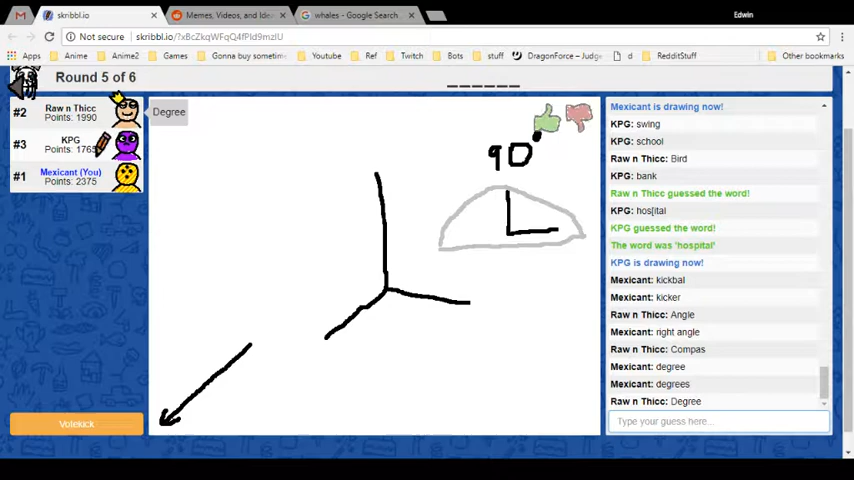 skribbl.io
Memes, Videos, and Ide
whales - Google Search
Edwin
Not secure
skribbl.io/?xBcZkqWFqQ4fPId9mzIU
Apps
Anime
Anime2
Games
Gonna buy sometim
Youtube
Ref
Twitch
Bots
stuff
DragonForce – Judge
d
RedditStuff
Other bookmarks
Round 5 of 6
#2
Raw n Thicc
Points: 1990
#3
KPG
Points: 1765
#1
Mexicant (You)
Points: 2375
Degree
90°
Mexicant is drawing now!
KPG: swing
KPG: school
Raw n Thicc: Bird
KPG: bank
Raw n Thicc guessed the word!
KPG: hos[ital
KPG guessed the word!
The word was 'hospital'
KPG is drawing now!
Mexicant: kickbal
Mexicant: kicker
Raw n Thicc: Angle
Mexicant: right angle
Raw n Thicc: Compas
Mexicant: degree
Mexicant: degrees
Raw n Thicc: Degree
Type your guess here...
Votekick